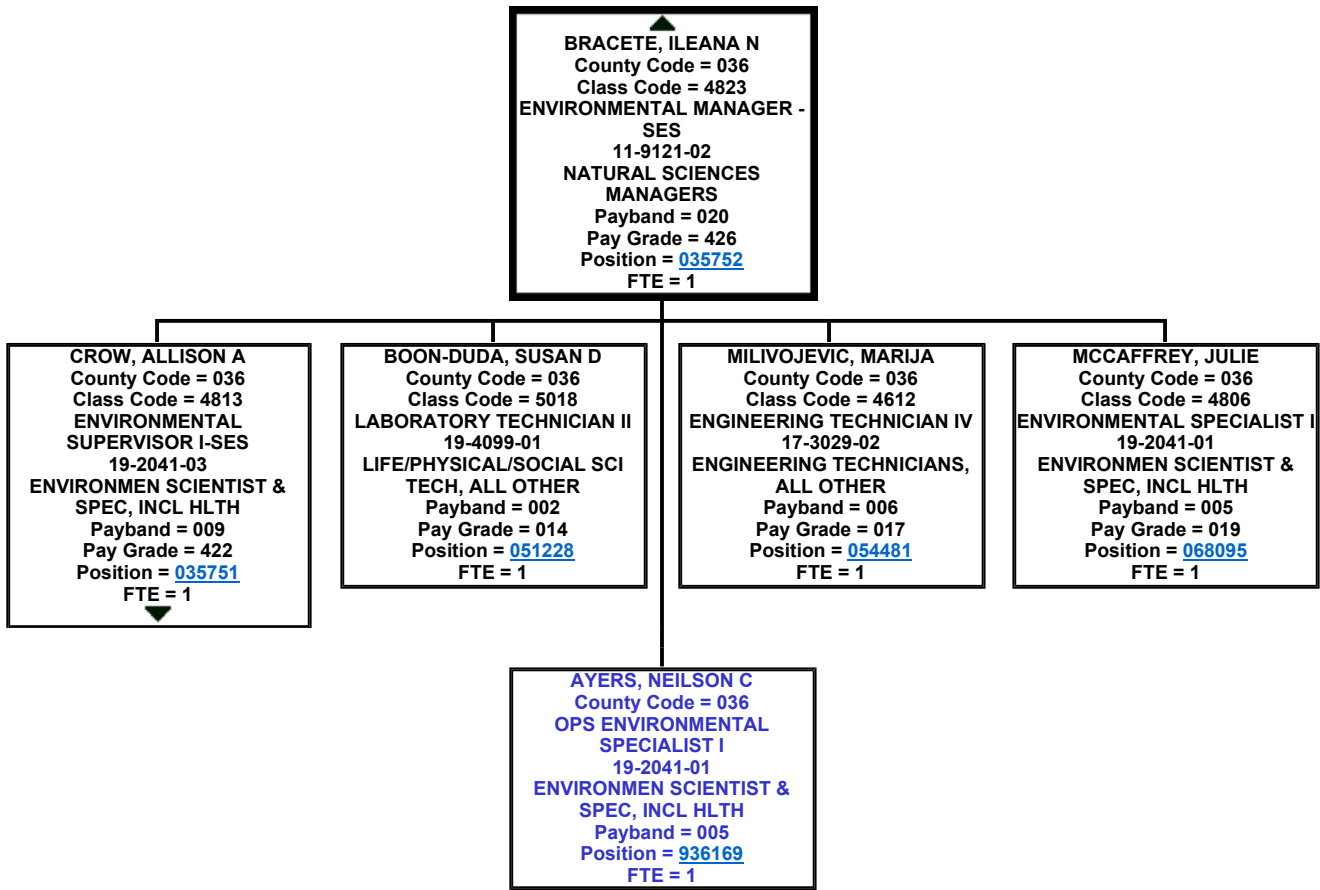 BRACETE, ILEANA N
County Code = 036
Class Code = 4823
ENVIRONMENTAL MANAGER -
SES
11-9121-02
NATURAL SCIENCES
MANAGERS
Payband = 020
Pay Grade = 426
Position = 035752
FTE = 1
CROW, ALLISON A
County Code = 036
Class Code = 4813
ENVIRONMENTAL
SUPERVISOR I-SES
19-2041-03
ENVIRONMEN SCIENTIST &
SPEC, INCL HLTH
Payband = 009
Pay Grade = 422
Position = 035751
FTE = 1
BOON-DUDA, SUSAN D
County Code = 036
Class Code = 5018
LABORATORY TECHNICIAN II
19-4099-01
LIFE/PHYSICAL/SOCIAL SCI
TECH, ALL OTHER
Payband = 002
Pay Grade = 014
Position = 051228
FTE = 1
MILIVOJEVIC, MARIJA
County Code = 036
Class Code = 4612
ENGINEERING TECHNICIAN IV
17-3029-02
ENGINEERING TECHNICIANS,
ALL OTHER
Payband = 006
Pay Grade = 017
Position = 054481
FTE = 1
MCCAFFREY, JULIE
County Code = 036
Class Code = 4806
ENVIRONMENTAL SPECIALIST I
19-2041-01
ENVIRONMEN SCIENTIST &
SPEC, INCL HLTH
Payband = 005
Pay Grade = 019
Position = 068095
FTE = 1
AYERS, NEILSON C
County Code = 036
OPS ENVIRONMENTAL
SPECIALIST I
19-2041-01
ENVIRONMEN SCIENTIST &
SPEC, INCL HLTH
Payband = 005
Position = 936169
FTE = 1